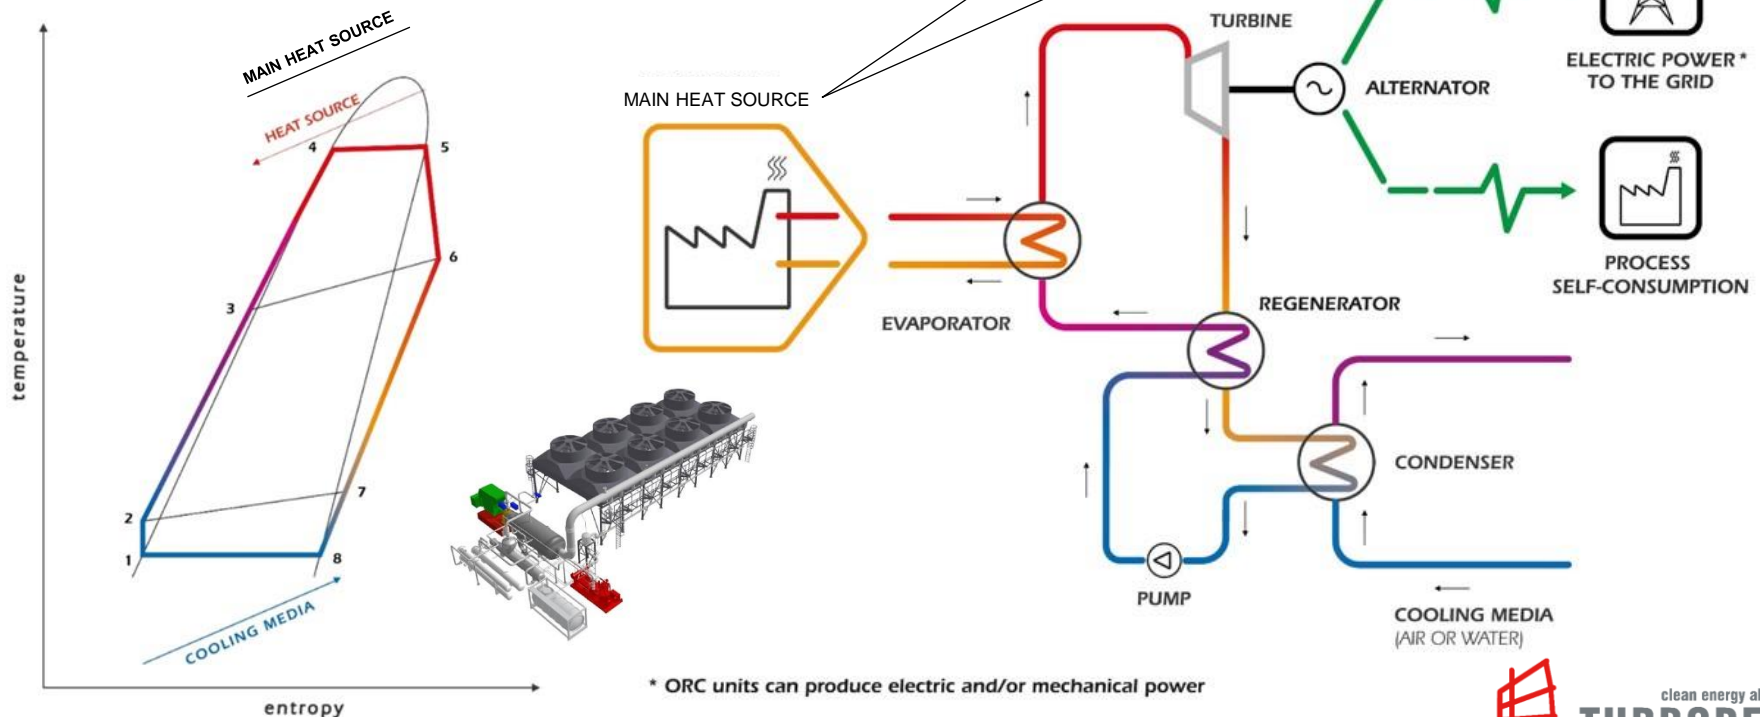 MAIN HEAT SOURCE
HEAT SOURCE
4
5
6
3
7
2
1
8
COOLING MEDIA
temperature
entropy
MAIN HEAT SOURCE
EVAPORATOR
TURBINE
ALTERNATOR
ELECTRIC POWER *
TO THE GRID
PROCESS
SELF-CONSUMPTION
REGENERATOR
CONDENSER
PUMP
COOLING MEDIA
(AIR OR WATER)
* ORC units can produce electric and/or mechanical power
clean energy